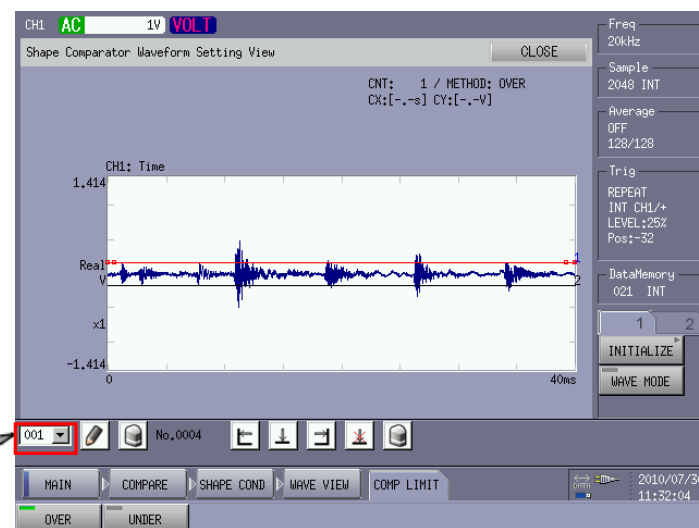 CH1 AC 1V VOLT
Shape Comparator Waveform Setting View CLOSE
CNT: 1 / METHOD: OVER
CX:[-.-s] CY:[-.-V]
CH1: Time
1.414
Real
V
x1
-1.414
0 40ms
1
2
Freq
20kHz
Sample
2048 INT
Average
OFF
128/128
Trig
REPEAT
INT CH1/+
LEVEL:25%
Pos:-32
DataMemory
021 INT
1 2
INITIALIZE
WAVE MODE
001 No.0004
MAIN COMPARE SHAPE COND WAVE VIEW COMP LIMIT
DATA
2010/07/30
11:32:04
OVER UNDER